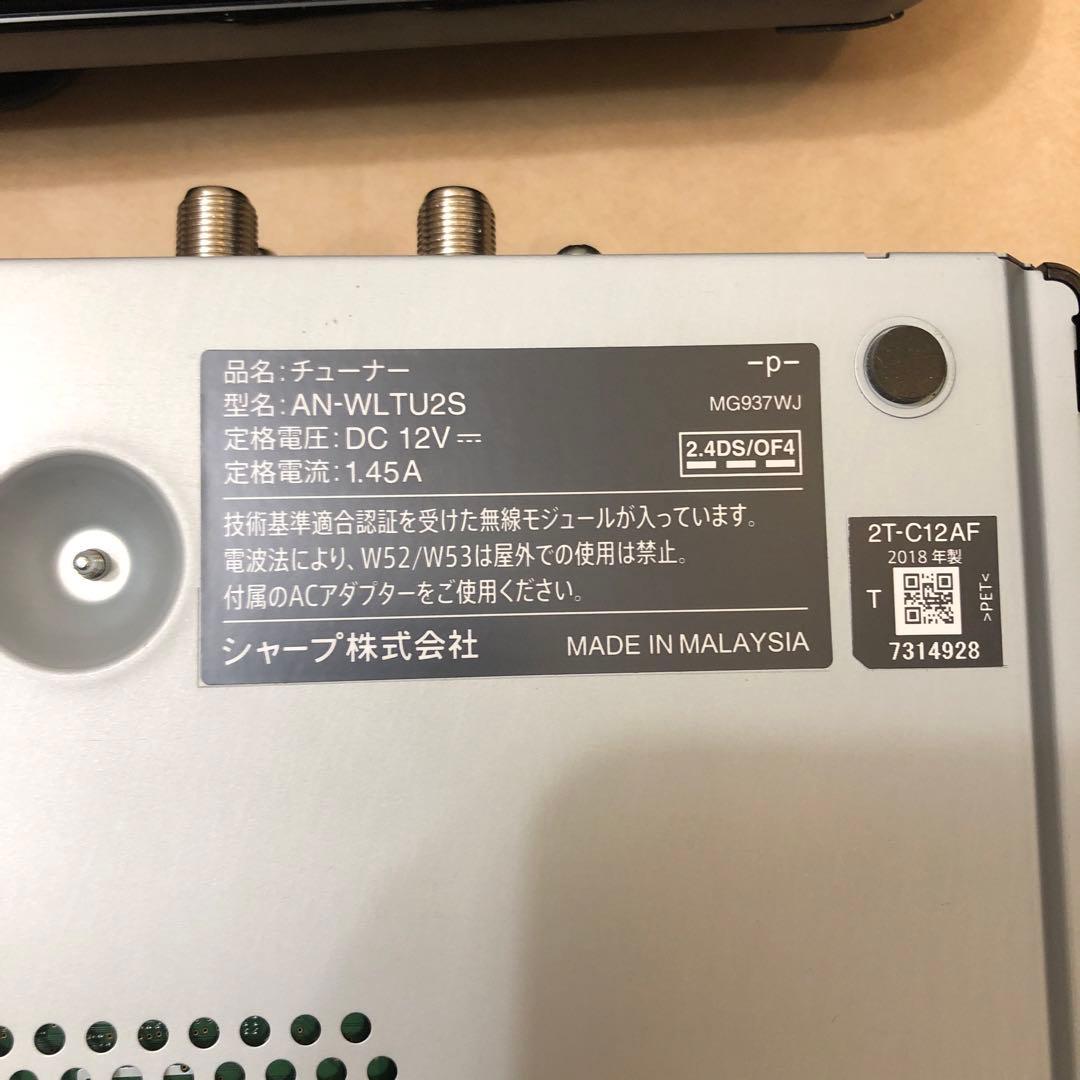 品名:チューナー
-p-
型名:AN-WLTU2S
MG937WJ
定格電圧:DC 12V⎓
2.4DS/OF4
定格電流:1.45A
技術基準適合認証を受けた無線モジュールが入っています。
電波法により、W52/W53は屋外での使用は禁止。
付属のACアダプターをご使用ください。
シャープ株式会社
MADE IN MALAYSIA
2T-C12AF
2018 年製
T
>PET<
7314928